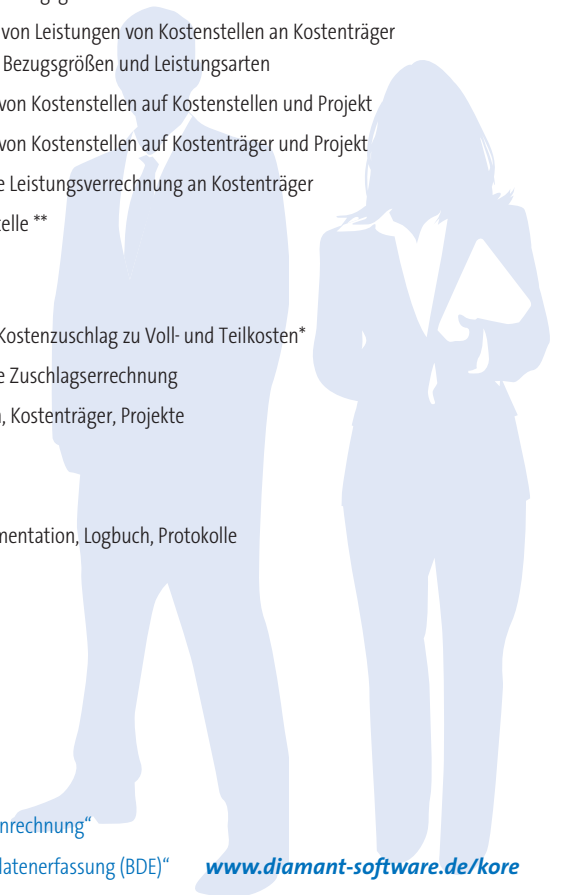 von Leistungen von Kostenstellen an Kostenträger
Bezugsgrößen und Leistungsarten
von Kostenstellen auf Kostenstellen und Projekt
von Kostenstellen auf Kostenträger und Projekt
e Leistungsverrechnung an Kostenträger
elle **
Kostenzuschlag zu Voll- und Teilkosten*
e Zuschlagserrechnung
, Kostenträger, Projekte
mentation, Logbuch, Protokolle
nrechnung“
datenerfassung (BDE)“ www.diamant-software.de/kore